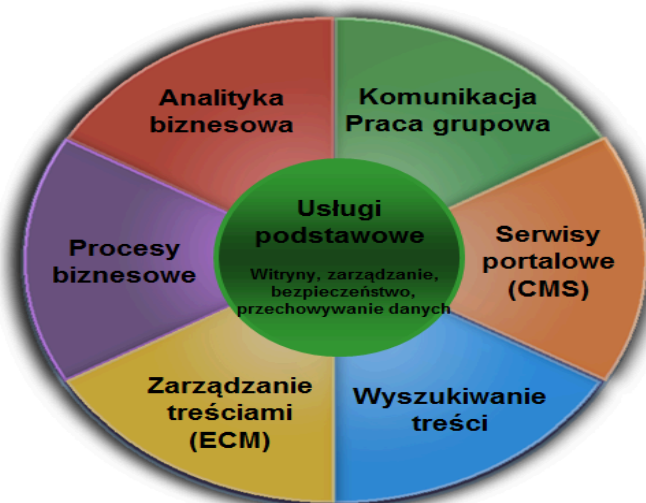 Analityka
biznesowa
Komunikacja
Praca grupowa
Procesy
biznesowe
Usługi
podstawowe
Witryny, zarządzanie,
bezpieczeństwo,
przechowywanie danych
Serwisy
portalowe
(CMS)
Zarządzanie
treściami
(ECM)
Wyszukiwanie
treści